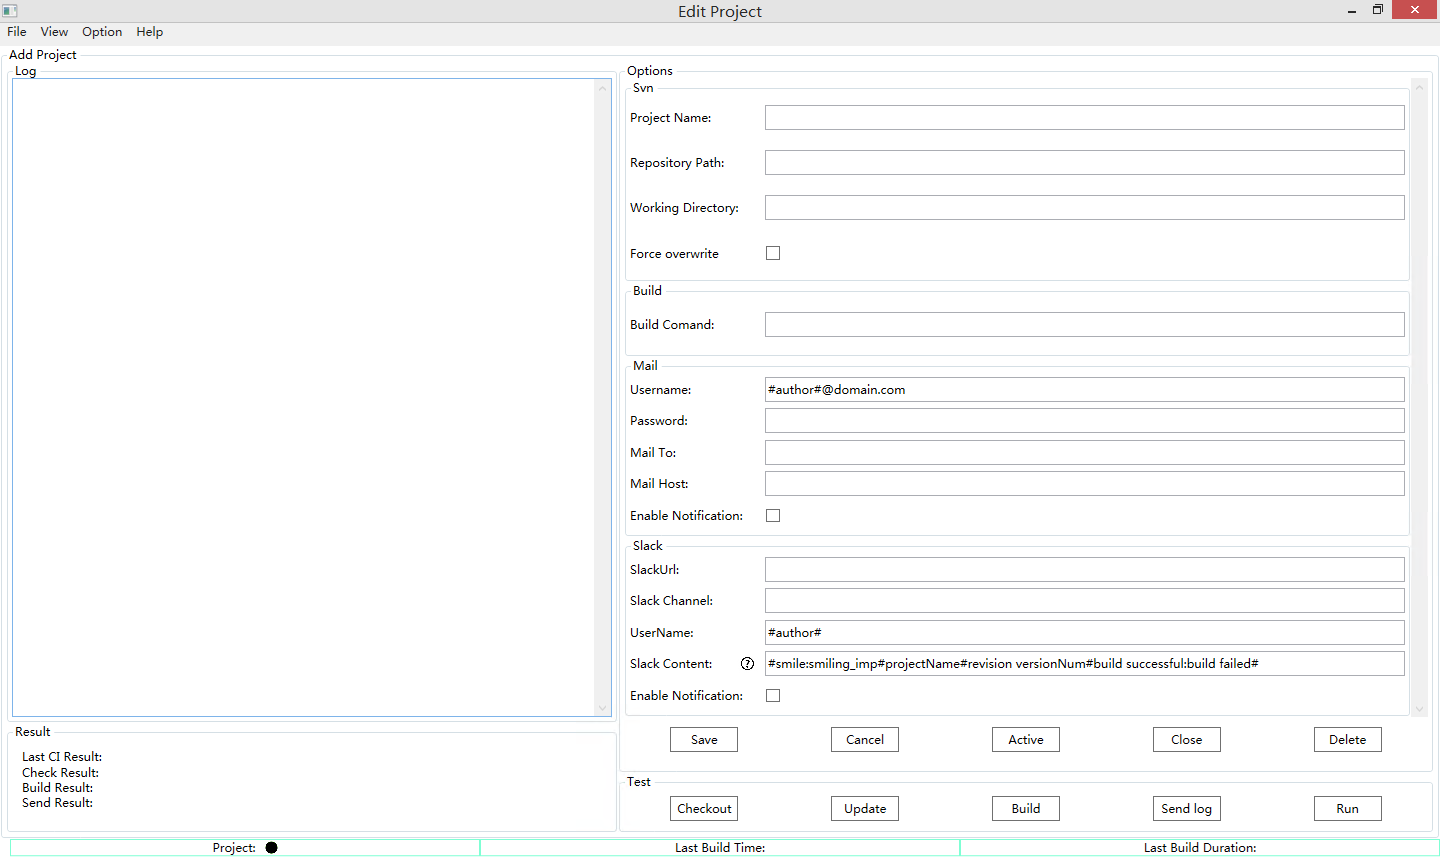 Edit Project
File View Option Help
Add Project
Log
Options
Svn
Project Name:
Repository Path:
Working Directory:
Force overwrite
Build
Build Comand:
Mail
Username: #author#@domain.com
Password:
Mail To:
Mail Host:
Enable Notification:
Slack
SlackUrl:
Slack Channel:
UserName: #author#
Slack Content: ? #smile:smiling_imp#projectName#revision versionNum#build successful:build failed#
Enable Notification:
Save Cancel Active Close Delete
Result
Last CI Result:
Check Result:
Build Result:
Send Result:
Test
Checkout Update Build Send log Run
Project: Last Build Time: Last Build Duration: